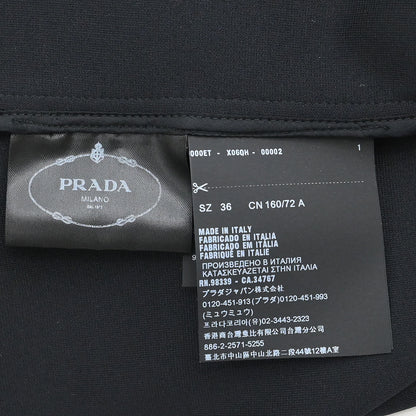 PRADA
MILANO
DAL 1913
000ET - X06QH - 00002 1
SZ 36 CN 160/72 A
MADE IN ITALY
FABRICADO EN ITALIA
FABRICADO EM ITÁLIA
FABRIQUÉ EN ITALIE
ПРОИЗВЕДЕНО В ИТАЛИЯ
ΚΑΤΑΣΚΕΥΑΖΕΤΑΙ ΣΤΗΝ ΙΤΑΛΙΑ
RN.98339 - CA.34767
プラダジャパン(株式会社)
0120-451-913 (プラダ) 0120-451-993
(ミュウミュウ)
프라다코리아(유) 02-3443-2323
香港商台灣普比有限公司台灣分公司
886-2-2571-5255
臺北市中山區中山北路二段44號12樓A室